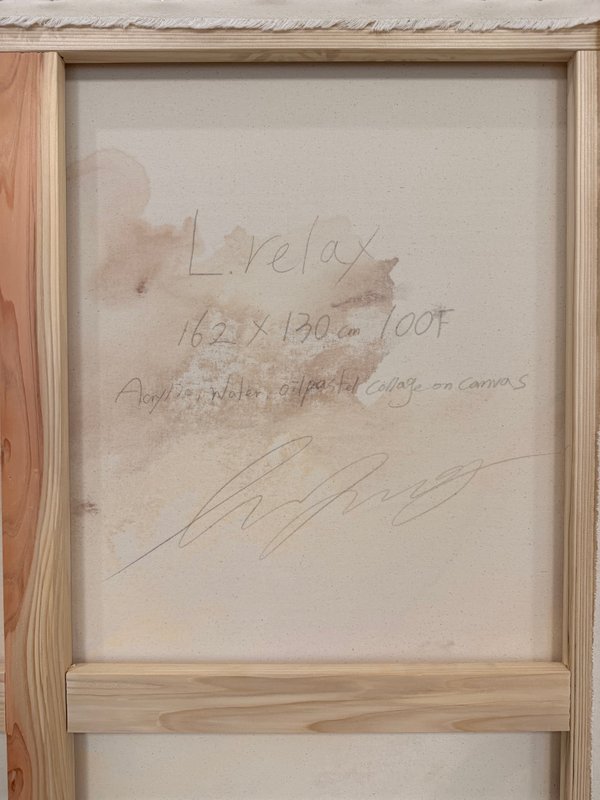 L.relax
162 X 130 cm 100F
Acrylic, Water, oilpastel collage on canvas